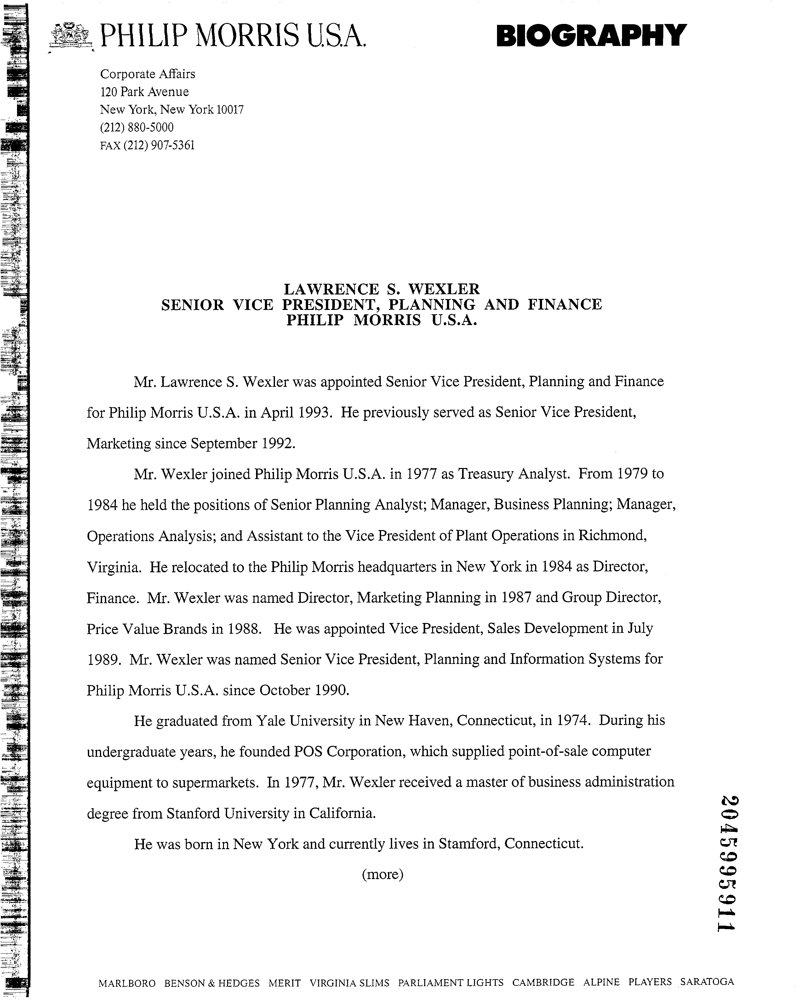 PHILIP MORRIS U.S.A. BIOGRAPHY
Corporate Affairs
120 Park Avenue
New York, New York 10017
(212) 880-5000
FAX (212) 907-5361
LAWRENCE S. WEXLER
SENIOR VICE PRESIDENT, PLANNING AND FINANCE
PHILIP MORRIS U.S.A.
Mr. Lawrence S. Wexler was appointed Senior Vice President, Planning and Finance
for Philip Morris U.S.A. in April 1993. He previously served as Senior Vice President,
Marketing since September 1992.
Mr. Wexler joined Philip Morris U.S.A. in 1977 as Treasury Analyst. From 1979 to
1984 he held the positions of Senior Planning Analyst; Manager, Business Planning; Manager,
Operations Analysis; and Assistant to the Vice President of Plant Operations in Richmond,
Virginia. He relocated to the Philip Morris headquarters in New York in 1984 as Director,
Finance. Mr. Wexler was named Director, Marketing Planning in 1987 and Group Director,
Price Value Brands in 1988. He was appointed Vice President, Sales Development in July
1989. Mr. Wexler was named Senior Vice President, Planning and Information Systems for
Philip Morris U.S.A. since October 1990.
He graduated from Yale University in New Haven, Connecticut, in 1974. During his
undergraduate years, he founded POS Corporation, which supplied point-of-sale computer
equipment to supermarkets. In 1977, Mr. Wexler received a master of business administration
degree from Stanford University in California.
He was born in New York and currently lives in Stamford, Connecticut.
(more)
2045995911
MARLBORO BENSON & HEDGES MERIT VIRGINIA SLIMS PARLIAMENT LIGHTS CAMBRIDGE ALPINE PLAYERS SARATOGA